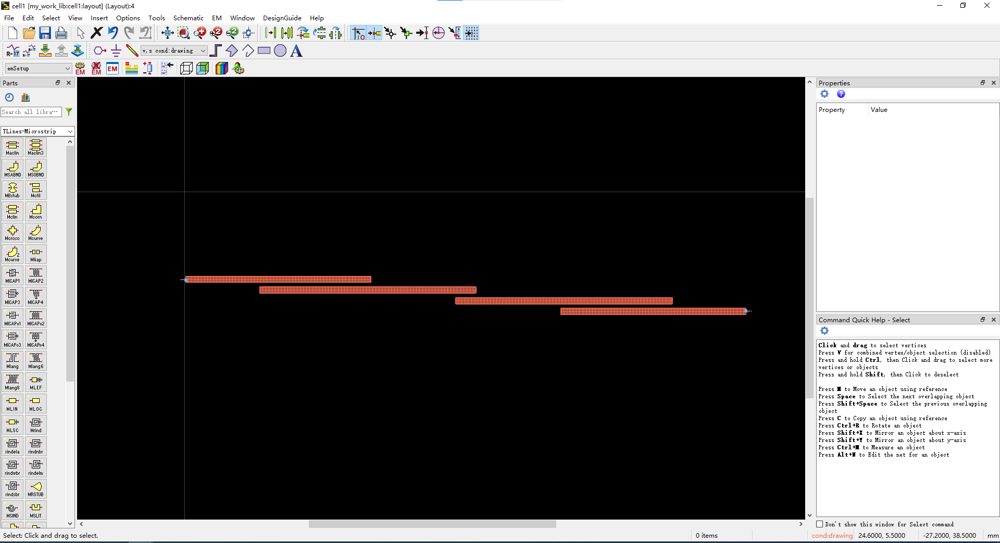 cell1 [my_work_lib:cell1:layout] (Layout):4
File Edit Select View Insert Options Tools Schematic EM Window DesignGuide Help
v,s cond:drawing
emSetup
EM EM EM
Parts
Search all libra...
TLines-Microstrip
Maclin Maclin3
MSABND MSOBND
MBstub Mcfil
Mclin Mcorn
Mcroso Mcurve
Mcurve MGap
MICAP1 MICAP2
MICAP3 MICAP4
MICAPo1 MICAPo2
MICAPo3 MICAPo4
Mlang Mlang6
Mlang8 MLEF
MLIN MLOC
MLSC Mrind
rindela rindnbr
rindwbr rindelm
rindsbr MRSTUB
MSIND MSLIT
Properties
Property Value
Command Quick Help - Select
Click and drag to select vertices
Press V for combined vertex/object selection (disabled)
Press and hold Ctrl, then Click and drag to select more
vertices or objects
Press and hold Shift, then Click to deselect
Press M to Move an object using reference
Press Space to Select the next overlapping object
Press Shift+Space to Select the previous overlapping
object
Press C to Copy an object using reference
Press Ctrl+R to Rotate an object
Press Shift+X to Mirror an object about x-axis
Press Shift+Y to Mirror an object about y-axis
Press Ctrl+M to Measure an object
Press Alt+N to Edit the net for an object
Don't show this window for Select command
Select: Click and drag to select.
0 items
cond:drawing 24.6000, 5.5000 -27.2000, 38.5000 mm